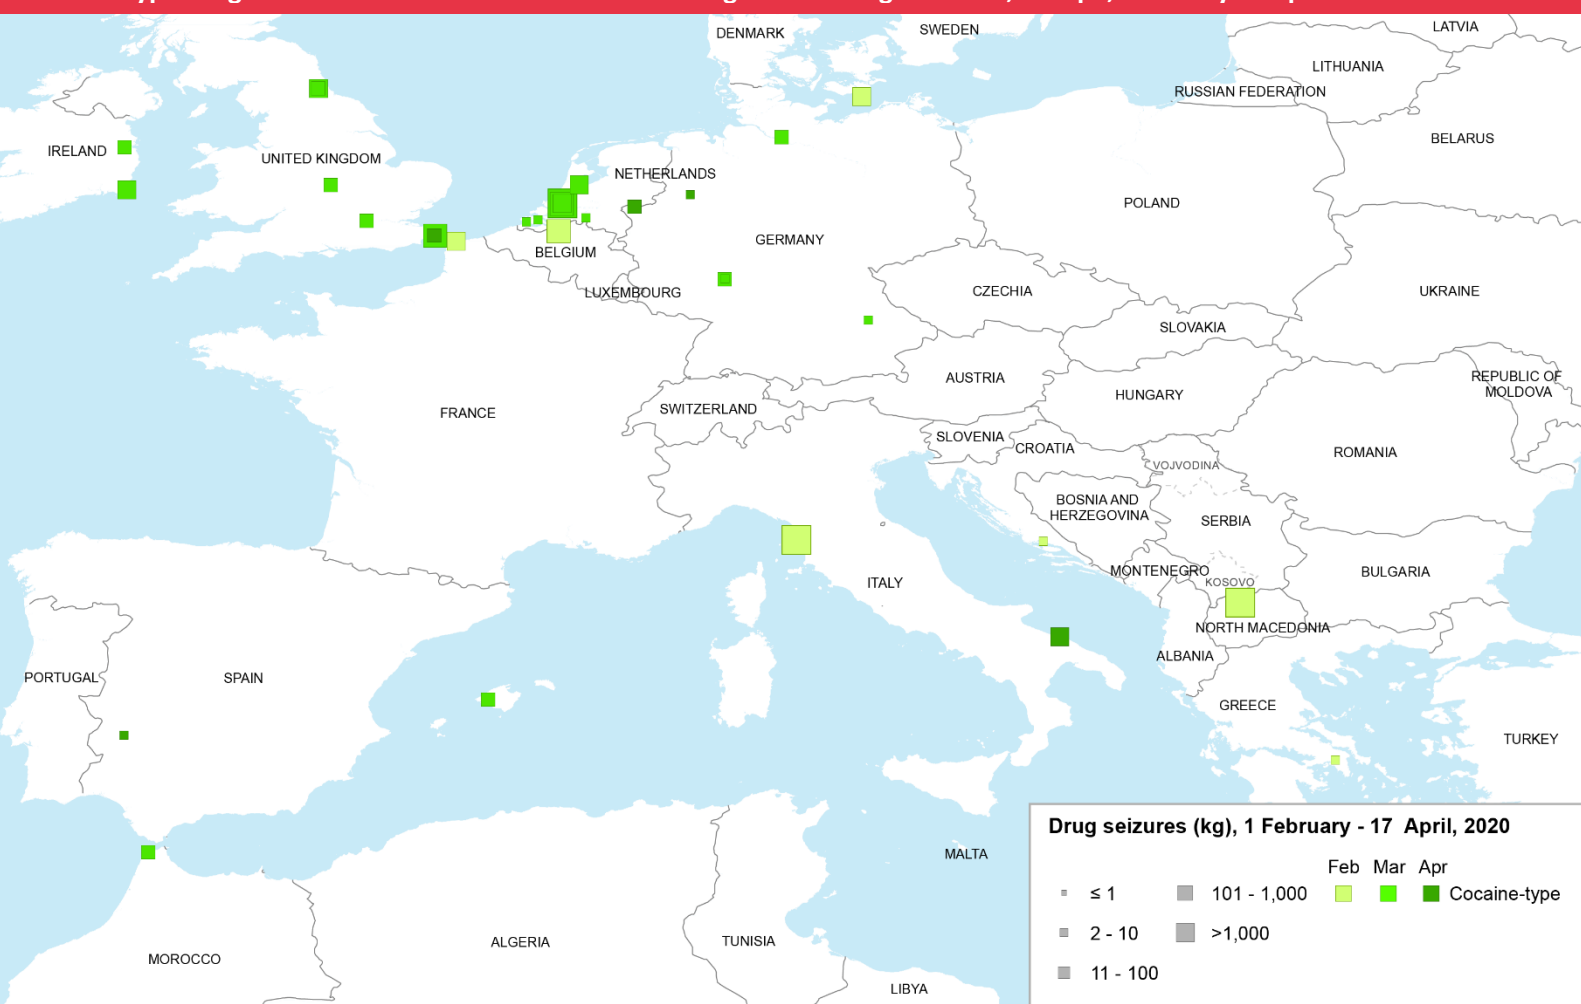 DENMARK
SWEDEN
LATVIA
LITHUANIA
RUSSIAN FEDERATION
BELARUS
IRELAND
UNITED KINGDOM
NETHERLANDS
POLAND
GERMANY
BELGIUM
LUXEMBOURG
CZECHIA
UKRAINE
SLOVAKIA
AUSTRIA
REPUBLIC OF
MOLDOVA
HUNGARY
FRANCE
SWITZERLAND
SLOVENIA
CROATIA
ROMANIA
VOJVODINA
BOSNIA AND
HERZEGOVINA
SERBIA
MONTENEGRO
KOSOVO
BULGARIA
ITALY
NORTH MACEDONIA
ALBANIA
PORTUGAL
SPAIN
GREECE
TURKEY
MALTA
MOROCCO
ALGERIA
TUNISIA
LIBYA
Drug seizures (kg), 1 February - 17 April, 2020
Feb Mar Apr
≤ 1 101 - 1,000 Cocaine-type
2 - 10 >1,000
11 - 100